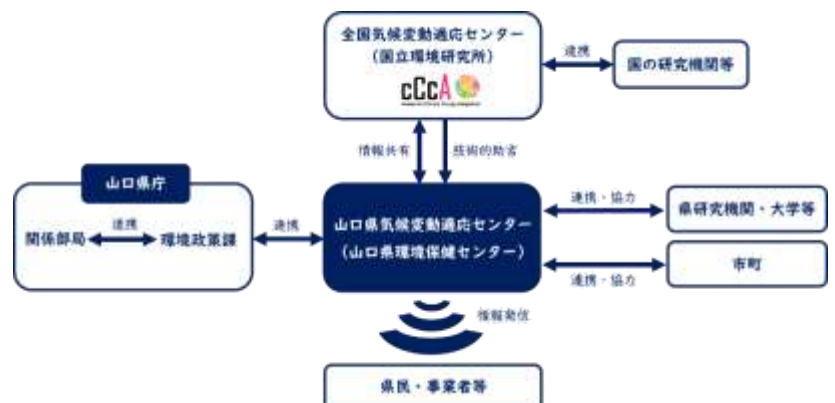 全国気候変動適応センター
（国立環境研究所）
CCCA
連携
国の研究機関等
情報共有
技術的助言
山口県庁
関係部局
連携
環境政策課
連携
山口県気候変動適応センター
（山口県環境保健センター）
連携・協力
県研究機関・大学等
連携・協力
市町
情報発信
県民・事業者等